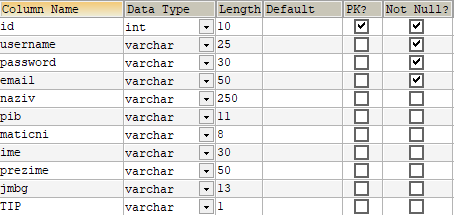 Column Name Data Type Length Default PK? Not Null?
id int 10
username varchar 25
password varchar 30
email varchar 50
naziv varchar 250
pib varchar 11
maticni varchar 8
ime varchar 30
prezime varchar 50
jmbg varchar 13
TIP varchar 1